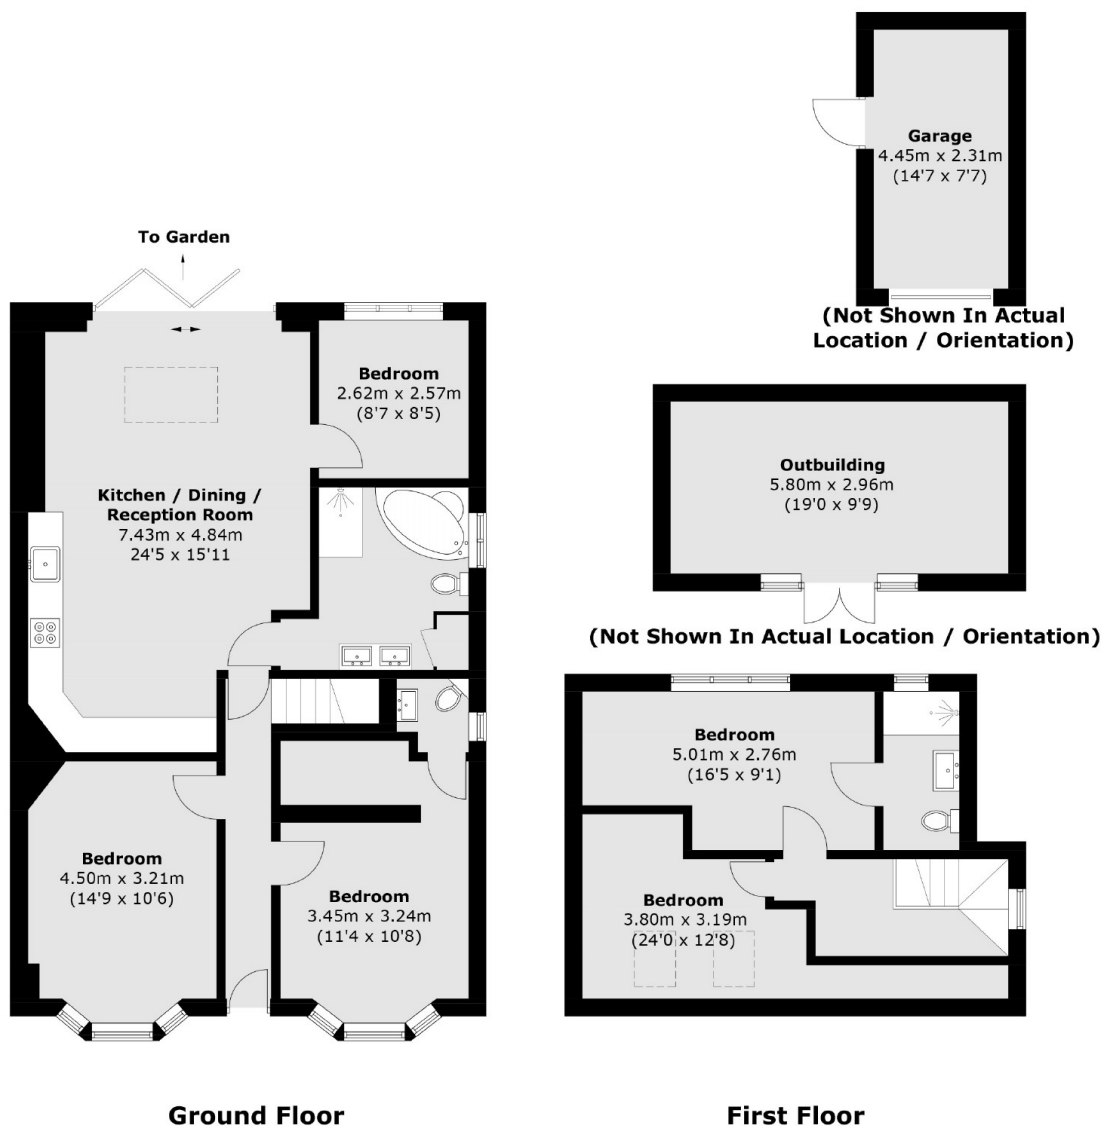 Garage
4.45m x 2.31m
(14'7 x 7'7)
(Not Shown In Actual
Location / Orientation)
To Garden
Bedroom
2.62m x 2.57m
(8'7 x 8'5)
Kitchen / Dining /
Reception Room
7.43m x 4.84m
24'5 x 15'11
Outbuilding
5.80m x 2.96m
(19'0 x 9'9)
(Not Shown In Actual Location / Orientation)
Bedroom
4.50m x 3.21m
(14'9 x 10'6)
Bedroom
3.45m x 3.24m
(11'4 x 10'8)
Bedroom
5.01m x 2.76m
(16'5 x 9'1)
Bedroom
3.80m x 3.19m
(24'0 x 12'8)
Ground Floor
First Floor